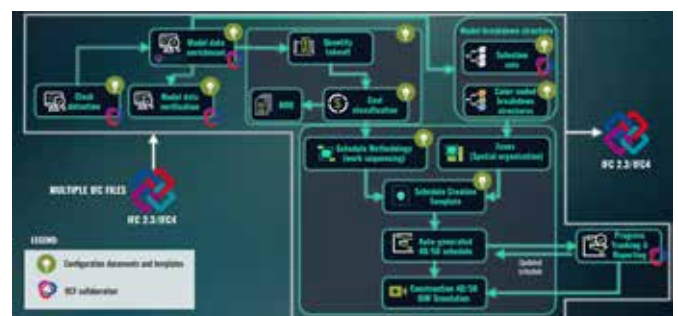 Model data
enrichment
Quantity
takeoff
Model breakdown structure
Selection
sets
Clash
detection
Model data
verification
BOQ
Cost
classification
Color coded
breakdown
structures
Schedule Methodology
(work sequencing)
Zones
(Spatial organization)
IFC 2.3/IFC4
MULTIPLE IFC FILES
IFC 2.3/IFC4
Schedule Creation
Template
LEGEND:
Configuration documents and templates
BCF collaboration
Auto generated
4D/5D schedule
Updated
schedule
Progress
Tracking &
Reporting
Construction 4D/5D
BIM Simulation